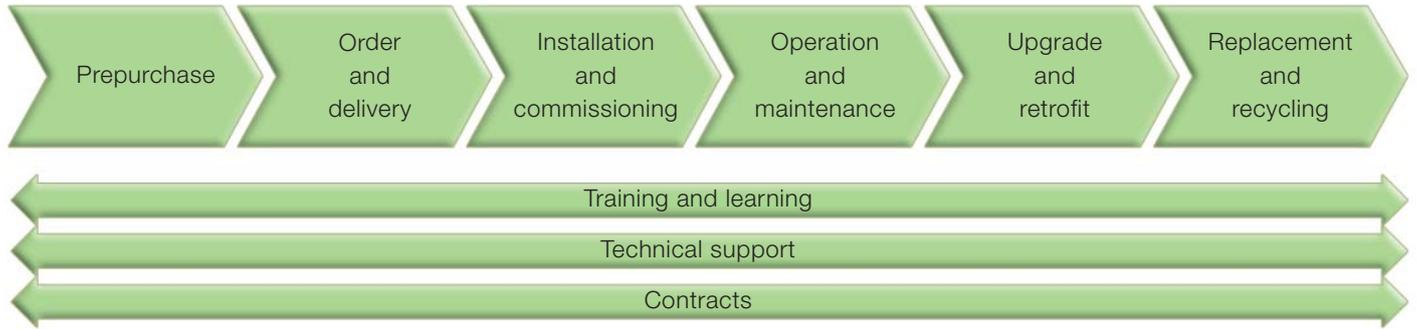 Prepurchase
Order
and
delivery
Installation
and
commissioning
Operation
and
maintenance
Upgrade
and
retrofit
Replacement
and
recycling
Training and learning
Technical support
Contracts